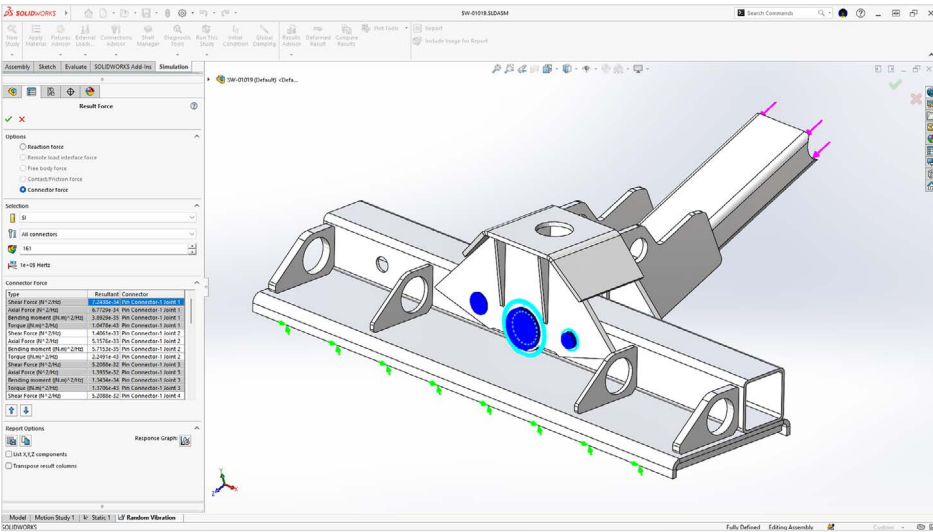 SOLIDWORKS
SW-01019.SLDASM
Search Commands
New Study
Apply Material
Fixtures Advisor
External Loads...
Connections Advisor
Shell Manager
Diagnostic Tools
Run This Study
Initial Condition
Global Damping
Results Advisor
Deformed Result
Compare Results
Plot Tools
Report
Include Image for Report
Assembly Sketch Evaluate SOLIDWORKS Add-Ins Simulation
SW-01019 (Default) <Defa...
Result Force
Options
Reaction force
Remote load interface force
Free body force
Contact/Friction force
Connector force
Selection
SI
All connectors
161
1e+05 Hertz
Connector Force
Type Resultant Connector
Shear Force (N^2/Hz) 7.2438e-34 Pin Connector-1 Joint 1
Axial Force (N^2/Hz) 6.7720e-34 Pin Connector-1 Joint 1
Bending moment ((N.m)^2/Hz) 3.0929e-35 Pin Connector-1 Joint 1
Torque ((N.m)^2/Hz) 1.0478e-43 Pin Connector-1 Joint 1
Shear Force (N^2/Hz) 1.4061e-33 Pin Connector-1 Joint 2
Axial Force (N^2/Hz) 5.1576e-33 Pin Connector-1 Joint 2
Bending moment ((N.m)^2/Hz) 5.7153e-35 Pin Connector-1 Joint 2
Torque ((N.m)^2/Hz) 2.2491e-43 Pin Connector-1 Joint 2
Shear Force (N^2/Hz) 5.2088e-32 Pin Connector-1 Joint 3
Axial Force (N^2/Hz) 1.3955e-32 Pin Connector-1 Joint 3
Bending moment ((N.m)^2/Hz) 1.3434e-34 Pin Connector-1 Joint 3
Torque ((N.m)^2/Hz) 1.3706e-43 Pin Connector-1 Joint 3
Shear Force (N^2/Hz) 5.2088e-32 Pin Connector-1 Joint 4
Report Options
Response Graph:
List X,Y,Z components
Transpose result columns
Y
X
Z
Model Motion Study 1 Static 1 Random Vibration
SOLIDWORKS
Fully Defined Editing Assembly Custom